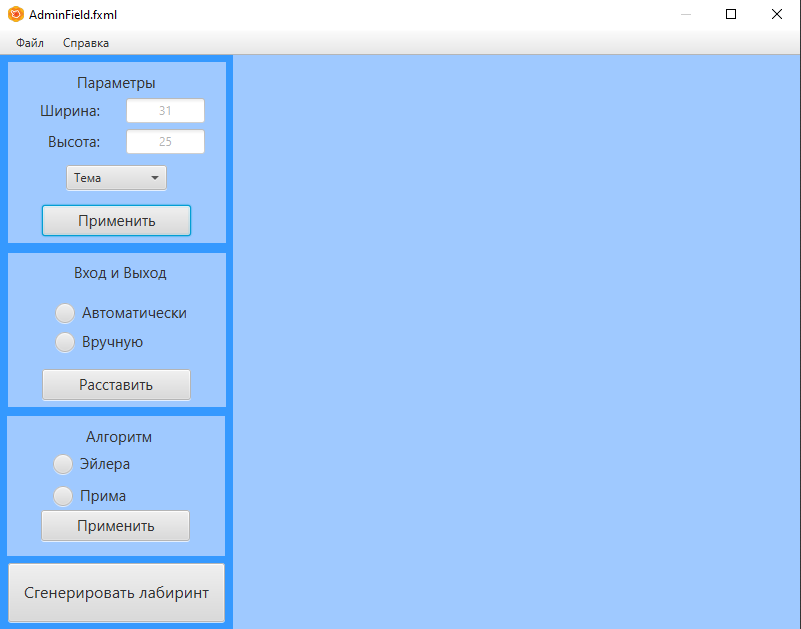 AdminField.fxml
Файл Справка
Параметры
Ширина: 31
Высота: 25
Тема
Применить
Вход и Выход
Автоматически
Вручную
Расставить
Алгоритм
Эйлера
Прима
Применить
Сгенерировать лабиринт